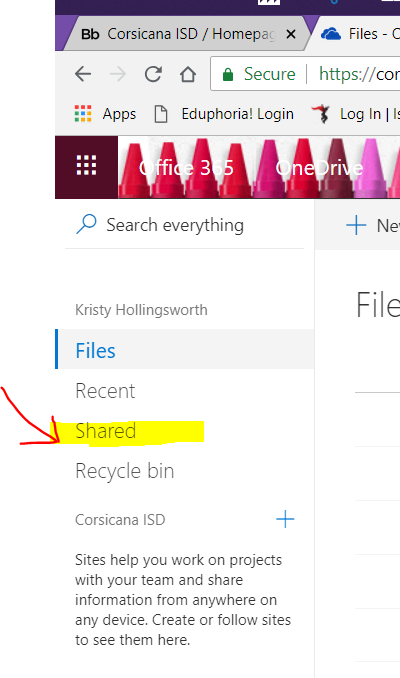 Bb Corsicana ISD / Homepag
Files - O
Secure https://cor
Apps Eduphoria! Login Log In | Is
Office 365 OneDrive
Search everything
Ne
Kristy Hollingsworth
File
Files
Recent
Shared
Recycle bin
Corsicana ISD
Sites help you work on projects
with your team and share
information from anywhere on
any device. Create or follow sites
to see them here.